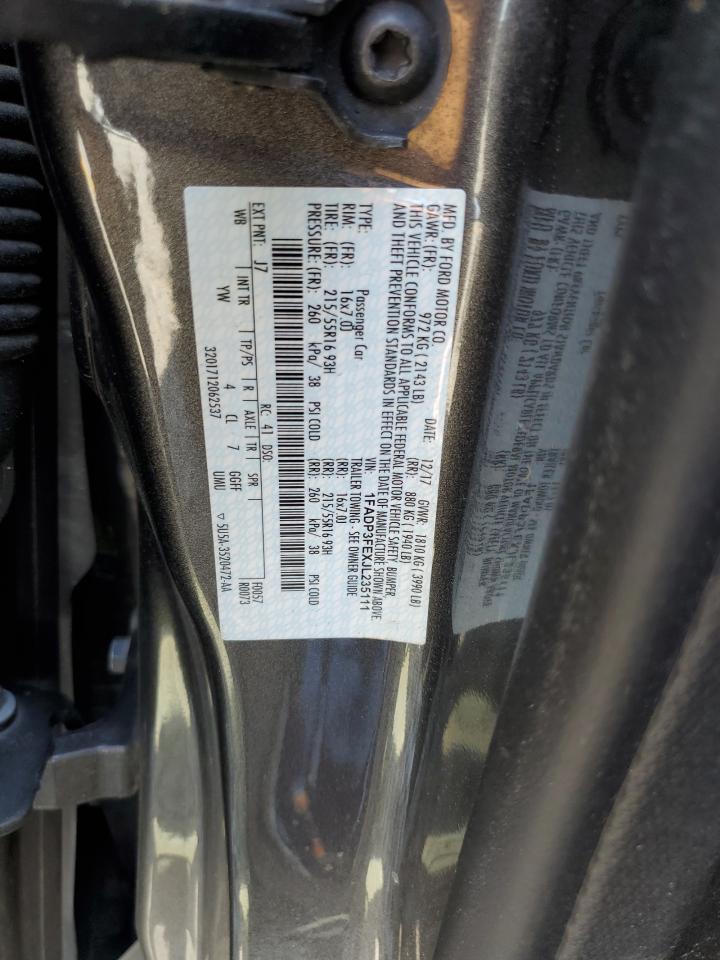 MFD. BY FORD MOTOR CO.
DATE: 12/17 GVWR: 1810 KG ( 3990 LB)
GAWR: (FR): 972 KG ( 2143 LB) (RR): 880 KG ( 1940 LB)
THIS VEHICLE CONFORMS TO ALL APPLICABLE FEDERAL MOTOR VEHICLE SAFETY, BUMPER,
AND THEFT PREVENTION STANDARDS IN EFFECT ON THE DATE OF MANUFACTURE SHOWN ABOVE.
VIN: 1FADP3FEXJL235111
TYPE: Passenger Car TRAILER TOWING - SEE OWNER GUIDE
RIM: (FR): 16x7.0J (RR): 16x7.0J
TIRE: (FR): 215/55R16 93H (RR): 215/55R16 93H
PRESSURE: (FR): 260 kPa/ 38 PSI COLD (RR): 260 kPa/ 38 PSI COLD
EXT PNT: J7 RC: 41 DSO: F0057
INT TR TP/PS R AXLE TR SPR R0073
WB YW 4 CL 7 GGFF UMU
3201712062537 ▽ 5U5A-3520472-AA